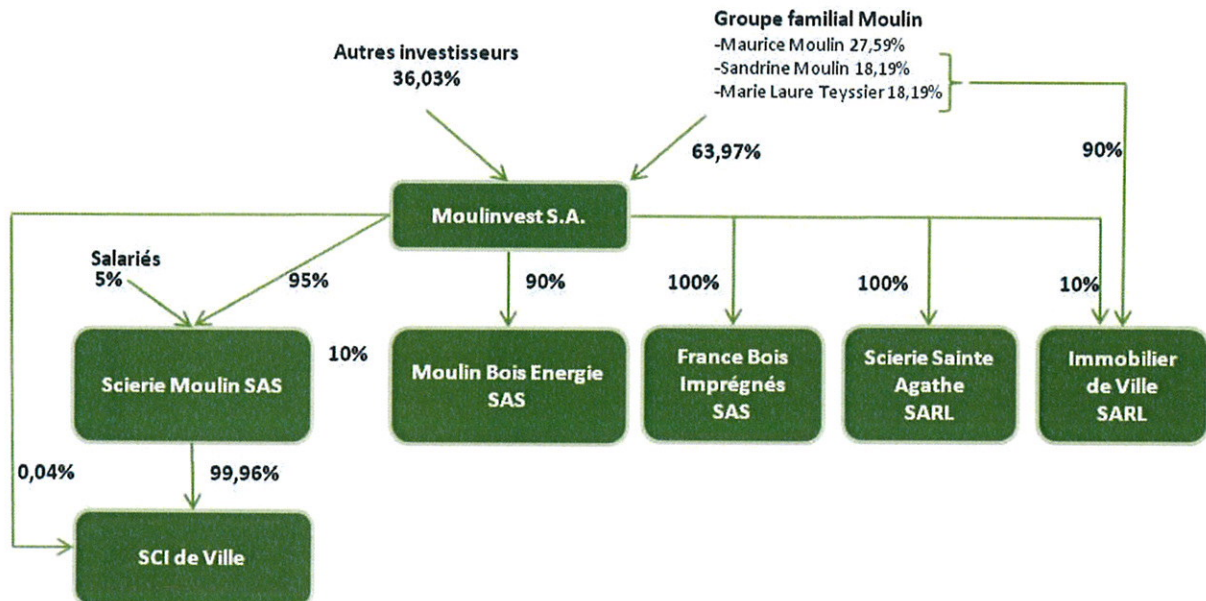 Groupe familial Moulin
-Maurice Moulin 27,59%
-Sandrine Moulin 18,19%
-Marie Laure Teyssier 18,19%
Autres investisseurs
36,03%
63,97%
90%
Moulinvest S.A.
Salariés
5%
95%
90%
100%
100%
10%
Scierie Moulin SAS
10%
Moulin Bois Energie
SAS
France Bois
Imprégnés
SAS
Scierie Sainte
Agathe
SARL
Immobilier
de Ville
SARL
0,04%
99,96%
SCI de Ville